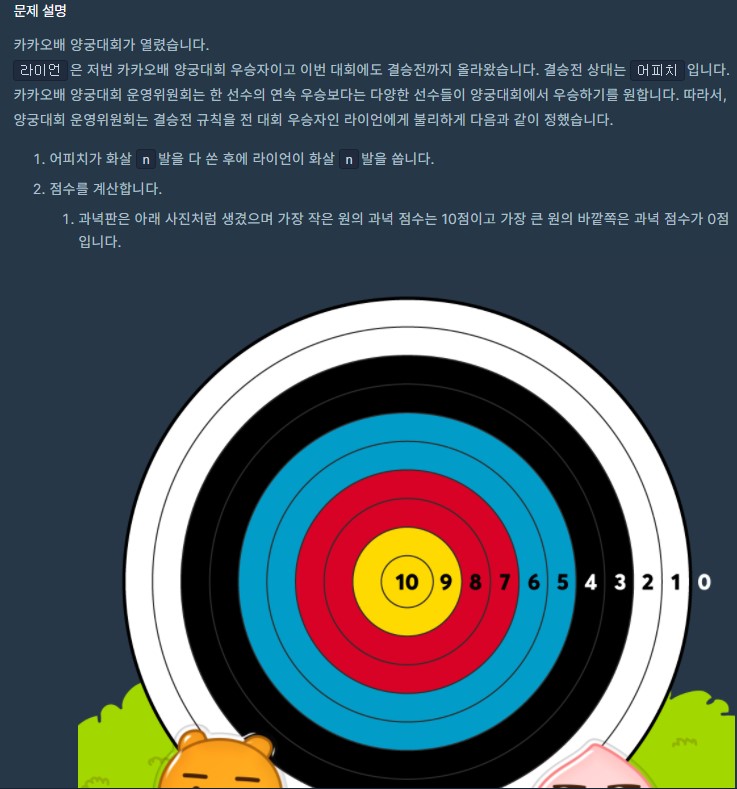 문제 설명
카카오배 양궁대회가 열렸습니다.
라이언 은 저번 카카오배 양궁대회 우승자이고 이번 대회에도 결승전까지 올라왔습니다. 결승전 상대는 어피치 입니다.
카카오배 양궁대회 운영위원회는 한 선수의 연속 우승보다는 다양한 선수들이 양궁대회에서 우승하기를 원합니다. 따라서,
양궁대회 운영위원회는 결승전 규칙을 전 대회 우승자인 라이언에게 불리하게 다음과 같이 정했습니다.
1. 어피치가 화살 n 발을 다 쏜 후에 라이언이 화살 n 발을 쏩니다.
2. 점수를 계산합니다.
1. 과녁판은 아래 사진처럼 생겼으며 가장 작은 원의 과녁 점수는 10점이고 가장 큰 원의 바깥쪽은 과녁 점수가 0점
입니다.
10 9 8 7 6 5 4 3 2 1 0